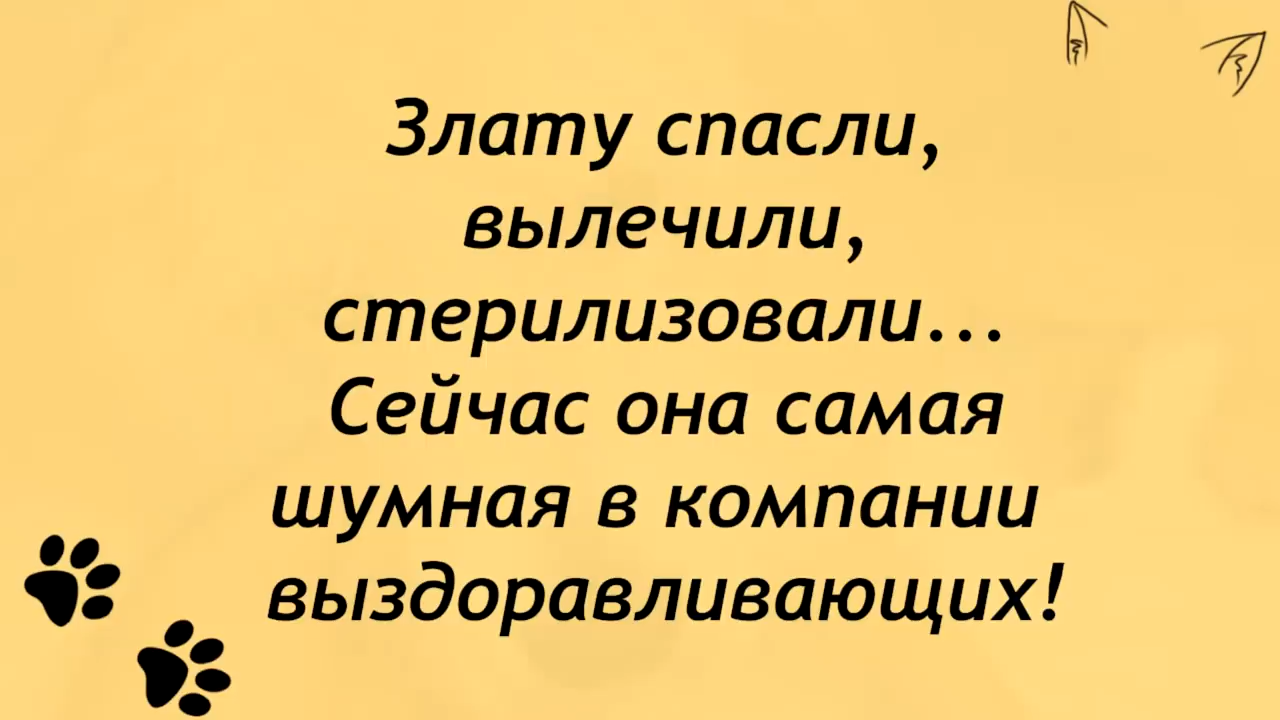 Злату спасли,
вылечили,
стерилизовали...
Сейчас она самая
шумная в компании
выздоравливающих!